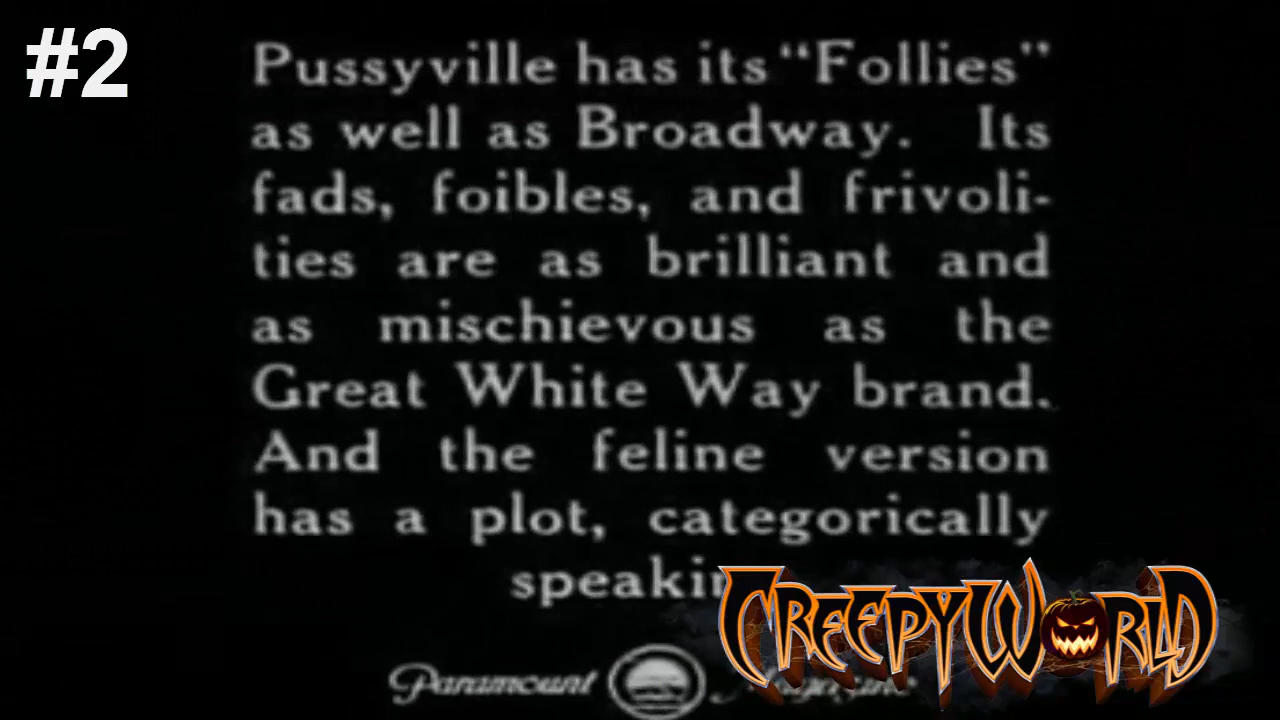 #2
Pussyville has its “Follies”
as well as Broadway. Its
fads, foibles, and frivoli-
ties are as brilliant and
as mischievous as the
Great White Way brand.
And the feline version
has a plot, categorically
CREEPYWORLD
Paramount